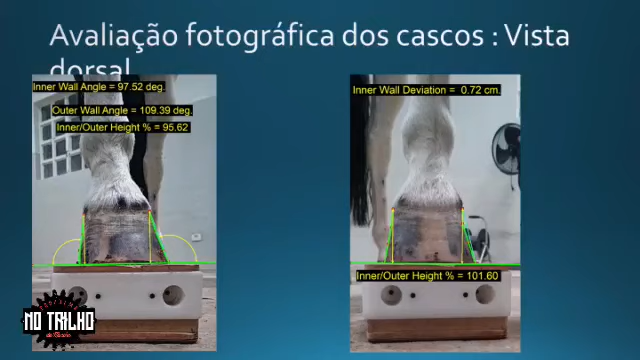 Avaliação fotográfica dos cascos : Vista
dorsal
Inner Wall Angle = 97.52 deg.
Outer Wall Angle = 109.39 deg.
Inner/Outer Height % = 95.62
Inner Wall Deviation = 0.72 cm.
Inner/Outer Height % = 101.60
NO TRILHO